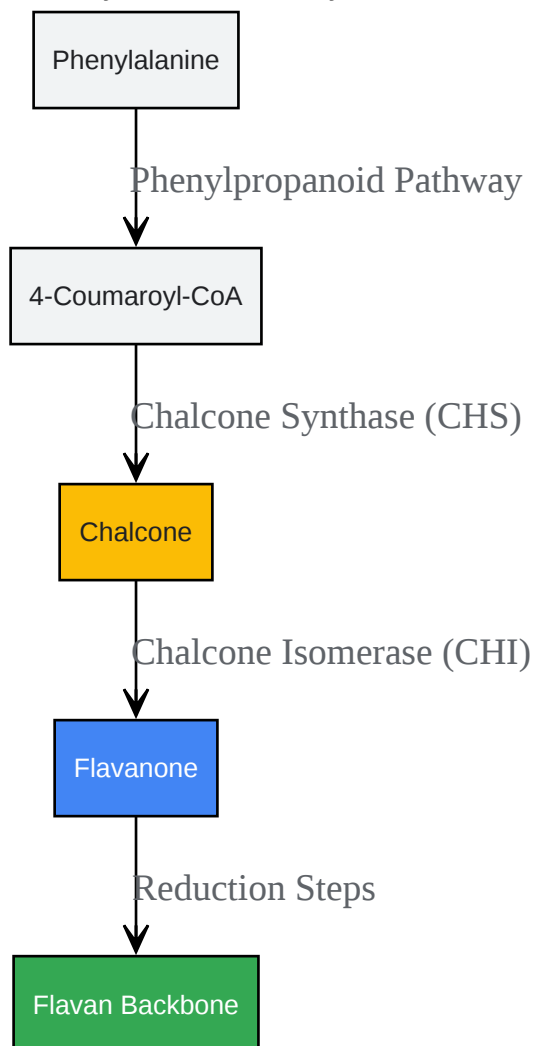 Phenylalanine
Phenylpropanoid Pathway
4-Coumaroyl-CoA
Chalcone Synthase (CHS)
Chalcone
Chalcone Isomerase (CHI)
Flavanone
Reduction Steps
Flavan Backbone